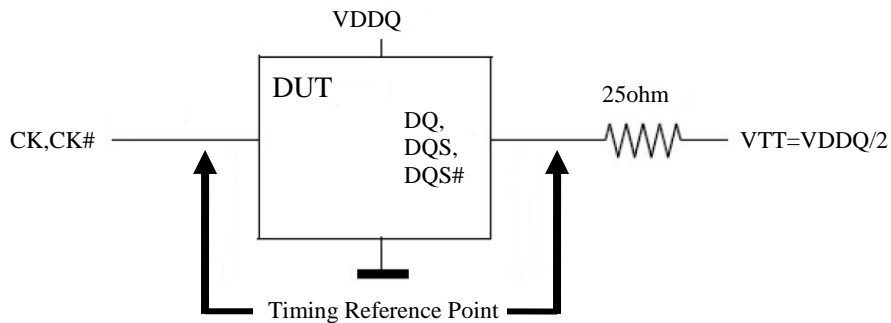 VDDQ
DUT
25ohm
DQ,
CK,CK#
DQS,
VTT=VDDQ/2
DQS#
Timing Reference Point